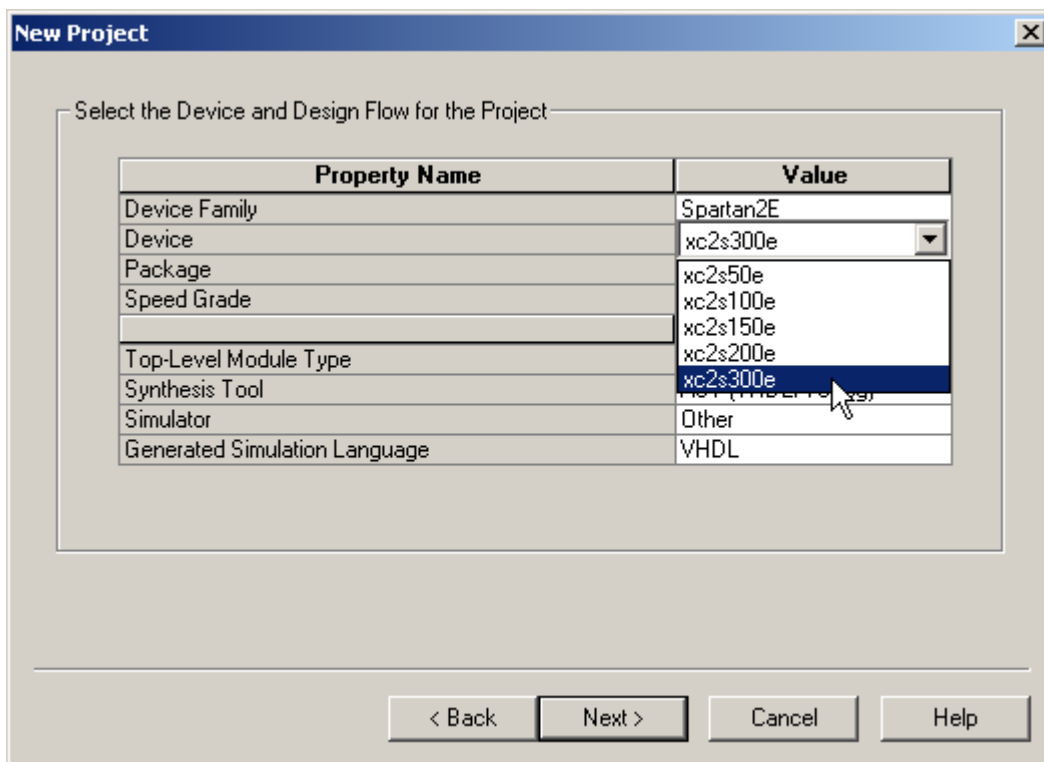 New Project
Select the Device and Design Flow for the Project
Property Name Value
Device Family Spartan2E
Device xc2s300e
Package xc2s50e
Speed Grade xc2s100e
xc2s150e
Top-Level Module Type xc2s200e
Synthesis Tool xc2s300e
Simulator Other
Generated Simulation Language VHDL
< Back Next > Cancel Help